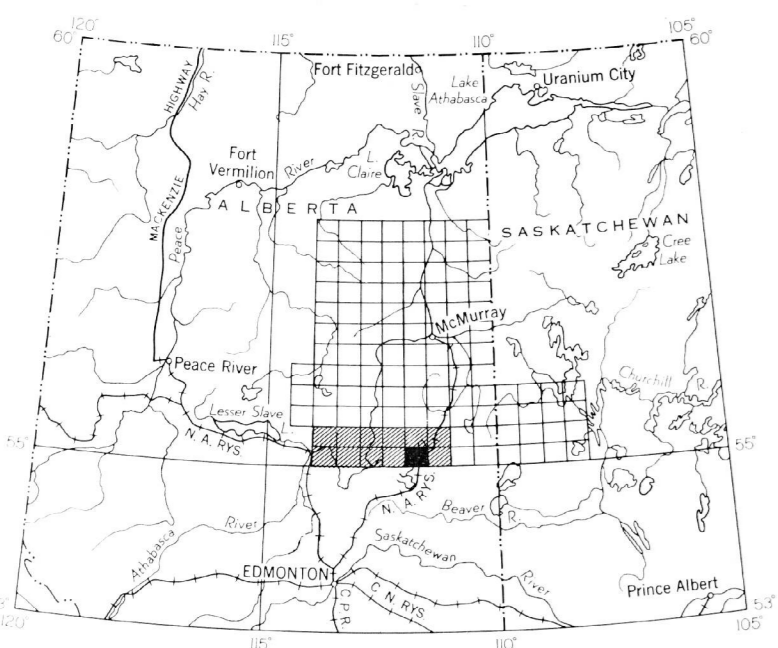 120°
60°
115°
110°
105°
60°
HIGHWAY
Hay R.
Fort Fitzgerald
Slave R.
Lake
Athabasca
Uranium City
Fort
Vermilion
River
L.
Claire
ALBERTA
MACKENZIE
Peace
SASKATCHEWAN
Cree
Lake
McMurray
Peace River
Churchill R.
Lesser Slave
L.
N. A. RYS
55°
55°
N. A. RYS
Beaver
R.
River
Athabasca
Saskatchewan
River
EDMONTON
C. N. RYS.
C. P. R.
Prince Albert
53°
120°
115°
110°
105°